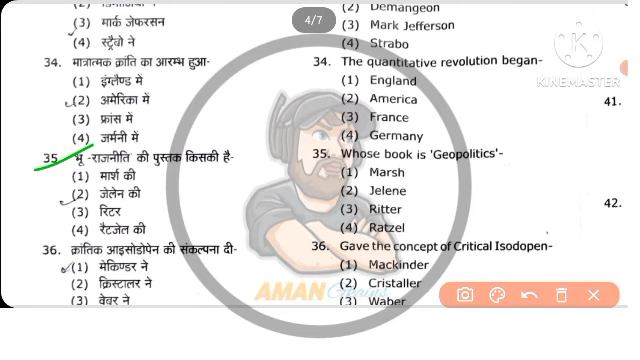 4/7
(3) मार्क जेफरसन
(4) स्ट्रैबो ने
34. मात्रात्मक क्रांति का आरम्भ हुआ-
(1) इंग्लैण्ड में
(2) अमेरिका में
(3) फ्रांस में
(4) जर्मनी में
35. भू -राजनीति की पुस्तक किसकी है-
(1) मार्श की
(2) जेलेन की
(3) रिटर
(4) रैटजेल की
36. क्रांतिक आइसोडोपेन की संकल्पना दी-
(1) मेकिण्डर ने
(2) क्रिस्टालर ने
(3) वेबर ने
(2) Demangeon
(3) Mark Jefferson
(4) Strabo
34. The quantitative revolution began-
(1) England
(2) America
(3) France
(4) Germany
35. Whose book is 'Geopolitics'-
(1) Marsh
(2) Jelene
(3) Ritter
(4) Ratzel
36. Gave the concept of Critical Isodopen-
(1) Mackinder
(2) Cristaller
(3) Waber
41.
42.
KINEMASTER
AMAN